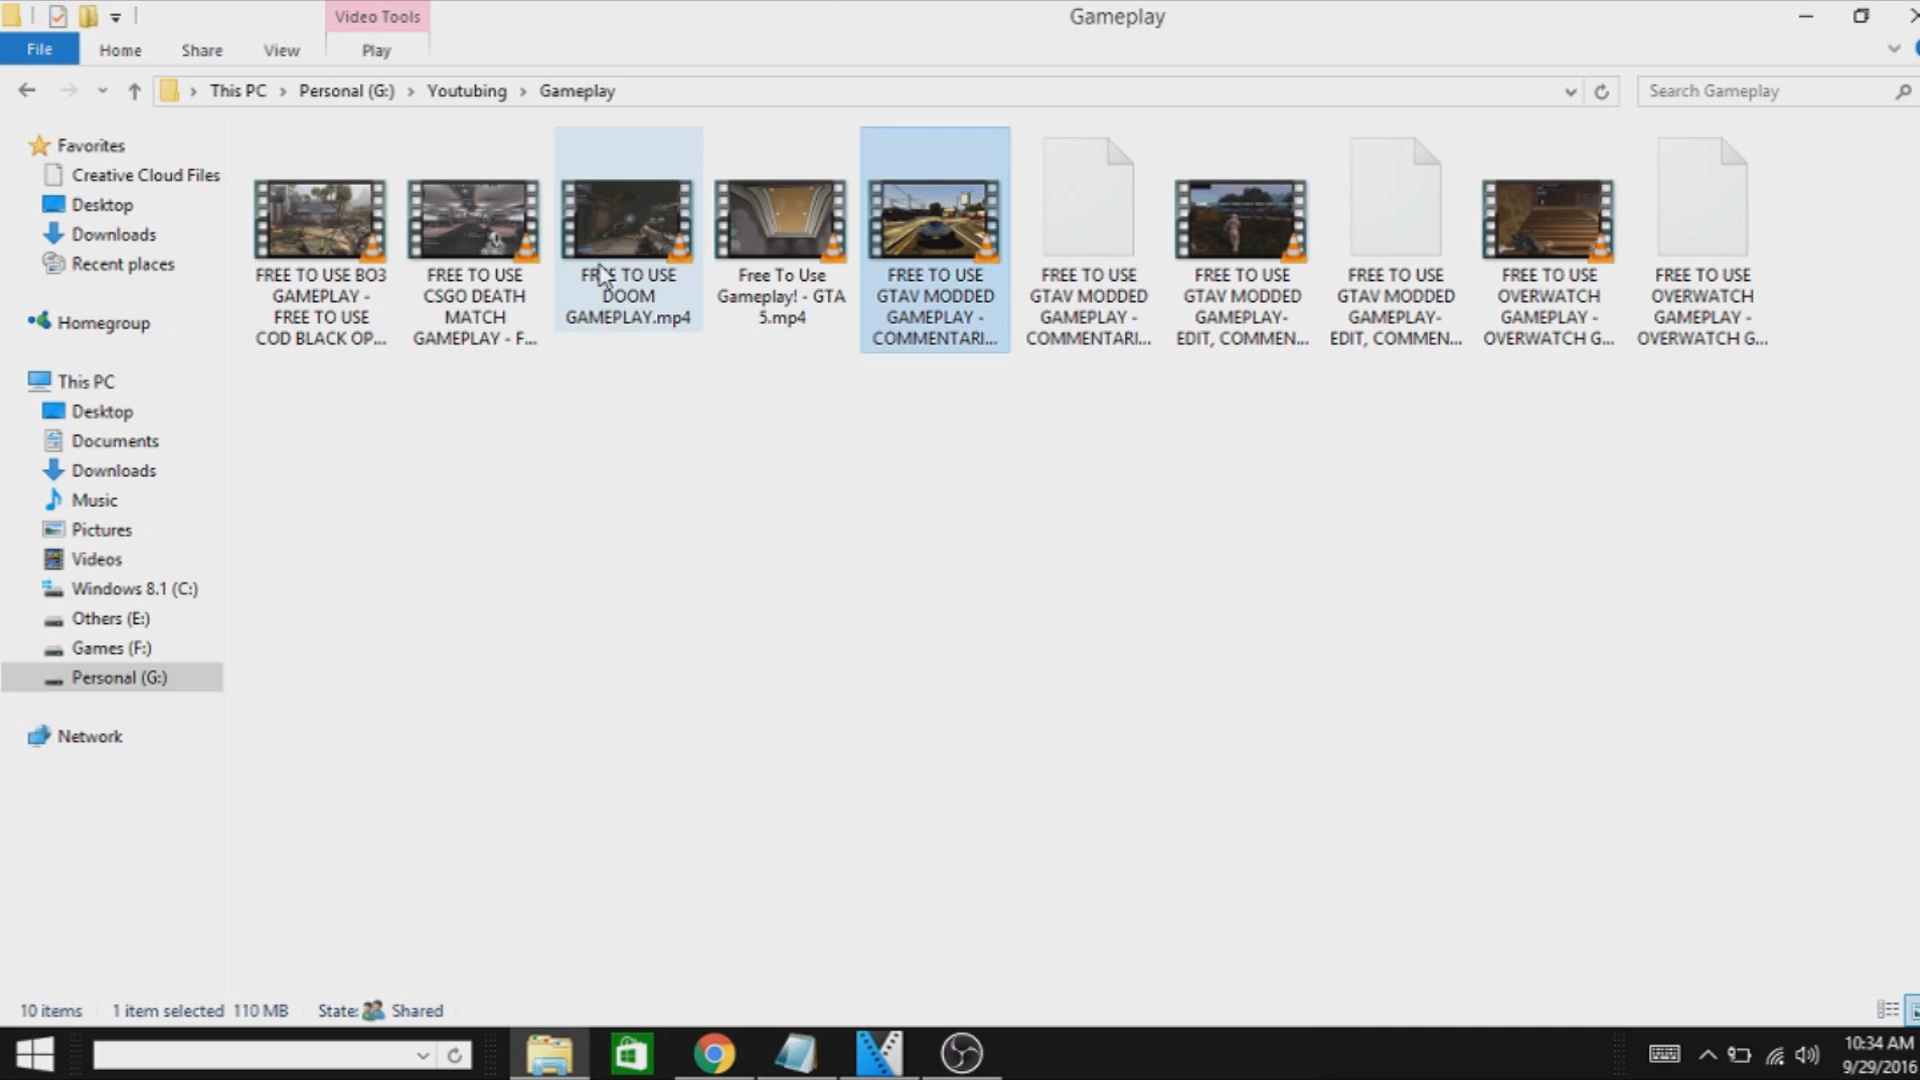 Video Tools
Gameplay
File
Home
Share
View
Play
This PC
Personal (G:)
Youtubing
Gameplay
Search Gameplay
Favorites
Creative Cloud Files
Desktop
Downloads
Recent places
Homegroup
This PC
Desktop
Documents
Downloads
Music
Pictures
Videos
Windows 8.1 (C:)
Others (E:)
Games (F:)
Personal (G:)
Network
FREE TO USE BO3
GAMEPLAY -
FREE TO USE
COD BLACK OP...
FREE TO USE
CSGO DEATH
MATCH
GAMEPLAY - F...
FREE TO USE
DOOM
GAMEPLAY.mp4
Free To Use
Gameplay! - GTA
5.mp4
FREE TO USE
GTAV MODDED
GAMEPLAY -
COMMENTARI...
FREE TO USE
GTAV MODDED
GAMEPLAY -
COMMENTARI...
FREE TO USE
GTAV MODDED
GAMEPLAY-
EDIT, COMMEN...
FREE TO USE
GTAV MODDED
GAMEPLAY-
EDIT, COMMEN...
FREE TO USE
OVERWATCH
GAMEPLAY -
OVERWATCH G...
FREE TO USE
OVERWATCH
GAMEPLAY -
OVERWATCH G...
10 items
1 item selected 110 MB
State: Shared
10:34 AM
9/29/2016